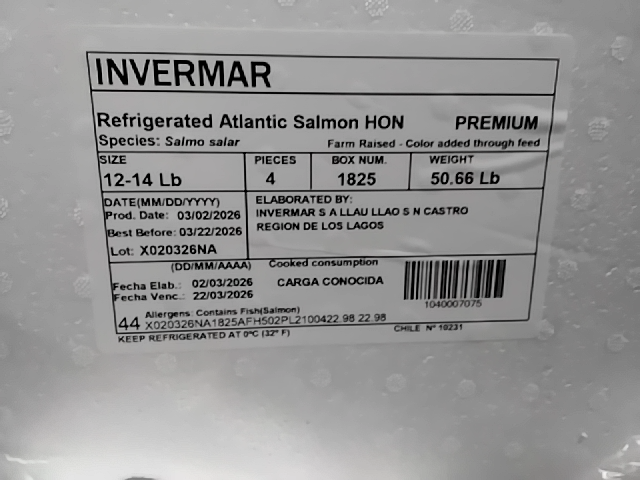 INVERMAR
Refrigerated Atlantic Salmon HON PREMIUM
Species: Salmo salar Farm Raised - Color added through feed
SIZE PIECES BOX NUM. WEIGHT
12-14 Lb 4 1825 50.66 Lb
DATE(MM/DD/YYYY)
Prod. Date: 03/02/2026
Best Before: 03/22/2026
Lot: X020326NA
ELABORATED BY:
INVERMAR S A LLAU LLAO S N CASTRO
REGION DE LOS LAGOS
(DD/MM/AAAA) Cooked consumption
Fecha Elab.: 02/03/2026 CARGA CONOCIDA
Fecha Venc.: 22/03/2026
1040007075
Allergens: Contains Fish(Salmon)
44 X020326NA1825AFH502PL2100422.98 22.98
CHILE N° 10231
KEEP REFRIGERATED AT 0°C (32° F)